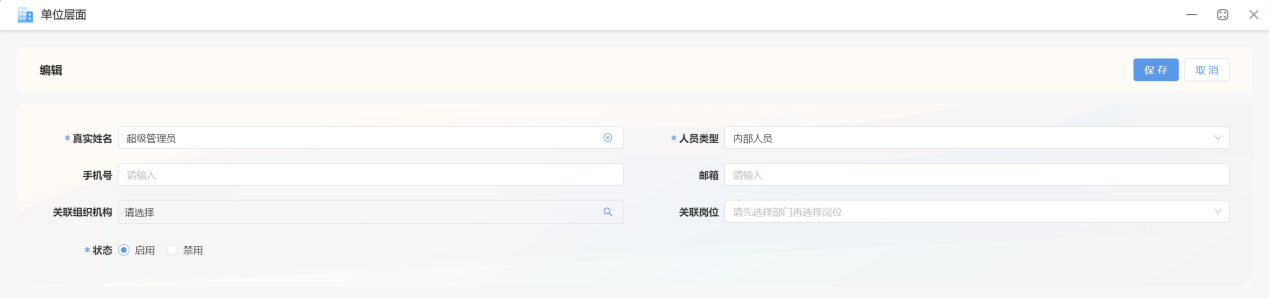 单位层面
编辑
保存 取消
*真实姓名 超级管理员 *人员类型 内部人员
手机号 请输入 邮箱 请输入
关联组织机构 请选择 关联岗位 请先选择部门再选择岗位
*状态 启用 禁用